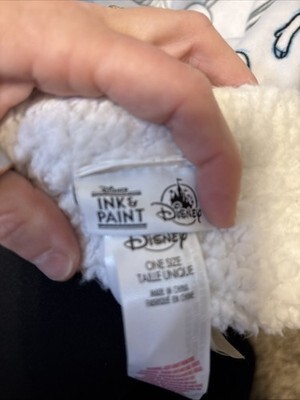 Disney
INK &
PAINT
Disney
Disney
ONE SIZE
TAILLE UNIQUE
MADE IN CHINA
FABRIQUÉ EN CHINE